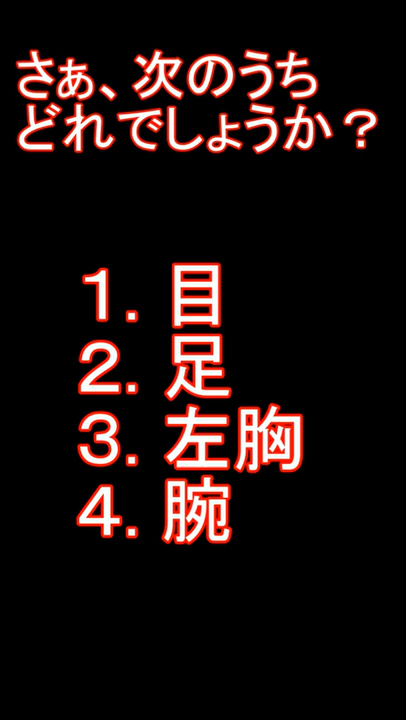 さぁ、次のうち
どれでしょうか？
1. 目
2. 足
3. 左胸
4. 腕